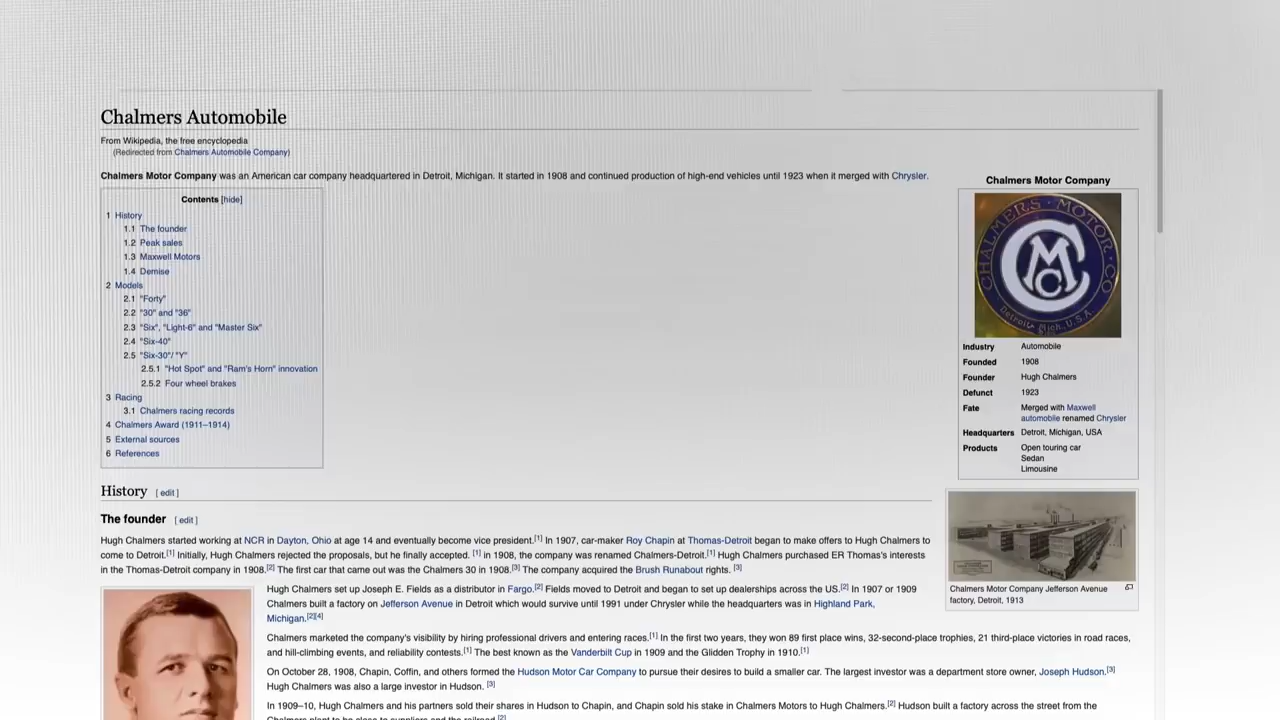 Chalmers Automobile
From Wikipedia, the free encyclopedia
(Redirected from Chalmers Automobile Company)
Chalmers Motor Company was an American car company headquartered in Detroit, Michigan. It started in 1908 and continued production of high-end vehicles until 1923 when it merged with Chrysler.
Contents [hide]
1 History
1.1 The founder
1.2 Peak sales
1.3 Maxwell Motors
1.4 Demise
2 Models
2.1 "Forty"
2.2 "30" and "36"
2.3 "Six", "Light-6" and "Master Six"
2.4 "Six-40"
2.5 "Six-30"/ "Y"
2.5.1 "Hot Spot" and "Ram's Horn" innovation
2.5.2 Four wheel brakes
3 Racing
3.1 Chalmers racing records
4 Chalmers Award (1911–1914)
5 External sources
6 References
Chalmers Motor Company
CHALMERS · MOTOR · CO
CMC
Detroit, Mich., U.S.A.
Industry Automobile
Founded 1908
Founder Hugh Chalmers
Defunct 1923
Fate Merged with Maxwell
automobile renamed Chrysler
Headquarters Detroit, Michigan, USA
Products Open touring car
Sedan
Limousine
Chalmers Motor Company Jefferson Avenue
factory, Detroit, 1913
History [ edit ]
The founder [ edit ]
Hugh Chalmers started working at NCR in Dayton, Ohio at age 14 and eventually become vice president.[1] In 1907, car-maker Roy Chapin at Thomas-Detroit began to make offers to Hugh Chalmers to
come to Detroit.[1] Initially, Hugh Chalmers rejected the proposals, but he finally accepted. [1] in 1908, the company was renamed Chalmers-Detroit.[1] Hugh Chalmers purchased ER Thomas's interests
in the Thomas-Detroit company in 1908.[2] The first car that came out was the Chalmers 30 in 1908.[3] The company acquired the Brush Runabout rights. [3]
Hugh Chalmers set up Joseph E. Fields as a distributor in Fargo.[2] Fields moved to Detroit and began to set up dealerships across the US.[2] In 1907 or 1909
Chalmers built a factory on Jefferson Avenue in Detroit which would survive until 1991 under Chrysler while the headquarters was in Highland Park,
Michigan.[2][4]
Chalmers marketed the company's visibility by hiring professional drivers and entering races.[1] In the first two years, they won 89 first place wins, 32-second-place trophies, 21 third-place victories in road races,
and hill-climbing events, and reliability contests.[1] The best known as the Vanderbilt Cup in 1909 and the Glidden Trophy in 1910.[1]
On October 28, 1908, Chapin, Coffin, and others formed the Hudson Motor Car Company to pursue their desires to build a smaller car. The largest investor was a department store owner, Joseph Hudson.[3]
Hugh Chalmers was also a large investor in Hudson. [3]
In 1909–10, Hugh Chalmers and his partners sold their shares in Hudson to Chapin, and Chapin sold his stake in Chalmers Motors to Hugh Chalmers.[2] Hudson built a factory across the street from the
Chalmers plant to be close to suppliers and the railroad.[2]